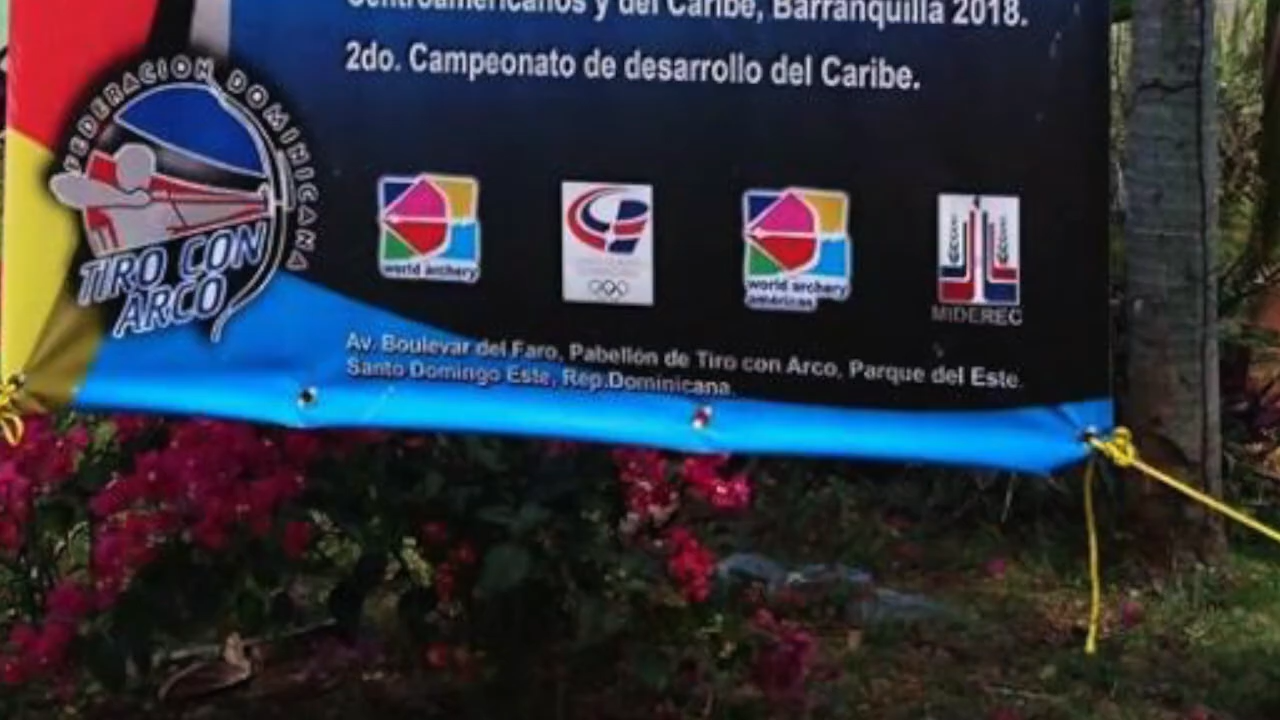 Centroamericanos y del Caribe, Barranquilla 2018.
2do. Campeonato de desarrollo del Caribe.
FEDERACION DOMINICANA
TIRO CON
ARCO
world archery
world archery
américas
MIDEREC
Av. Boulevar del Faro, Pabellón de Tiro con Arco, Parque del Este.
Santo Domingo Este, Rep.Dominicana.